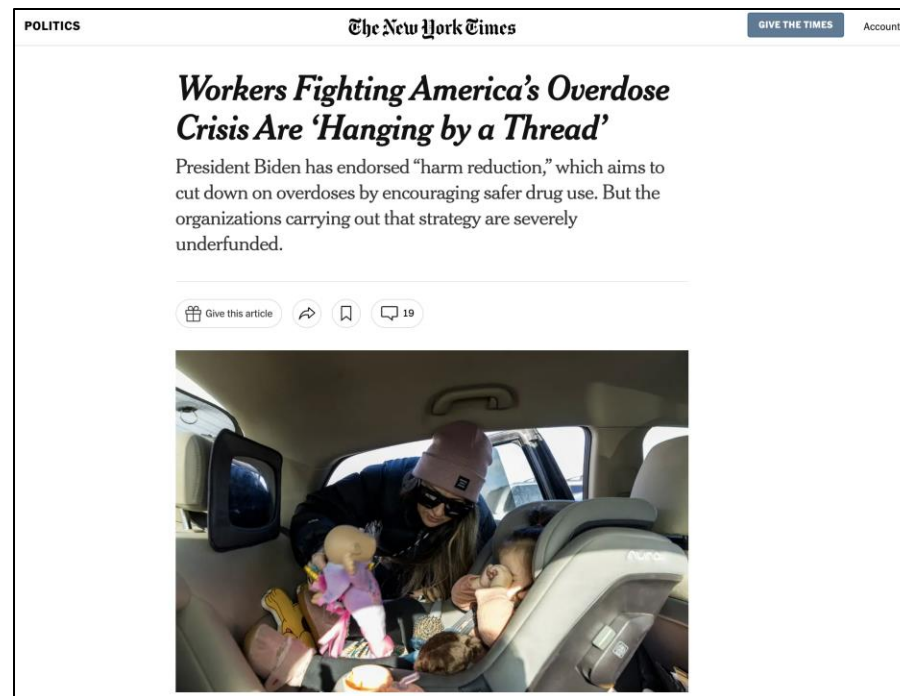 POLITICS
The New York Times
GIVE THE TIMES
Account
Workers Fighting America’s Overdose
Crisis Are ‘Hanging by a Thread’
President Biden has endorsed “harm reduction,” which aims to
cut down on overdoses by encouraging safer drug use. But the
organizations carrying out that strategy are severely
underfunded.
Give this article
19